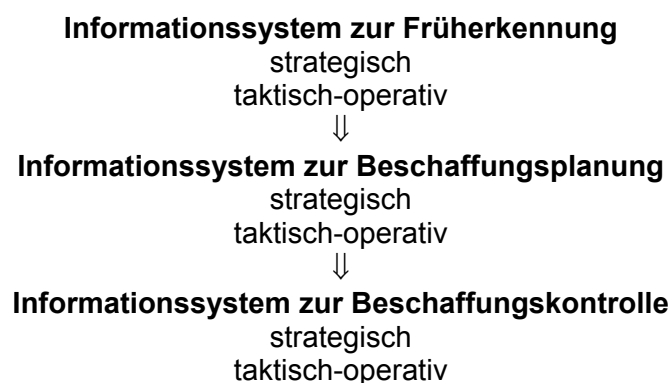 Informationssystem zur Früherkennung
strategisch
taktisch-operativ
⇓
Informationssystem zur Beschaffungsplanung
strategisch
taktisch-operativ
⇓
Informationssystem zur Beschaffungskontrolle
strategisch
taktisch-operativ